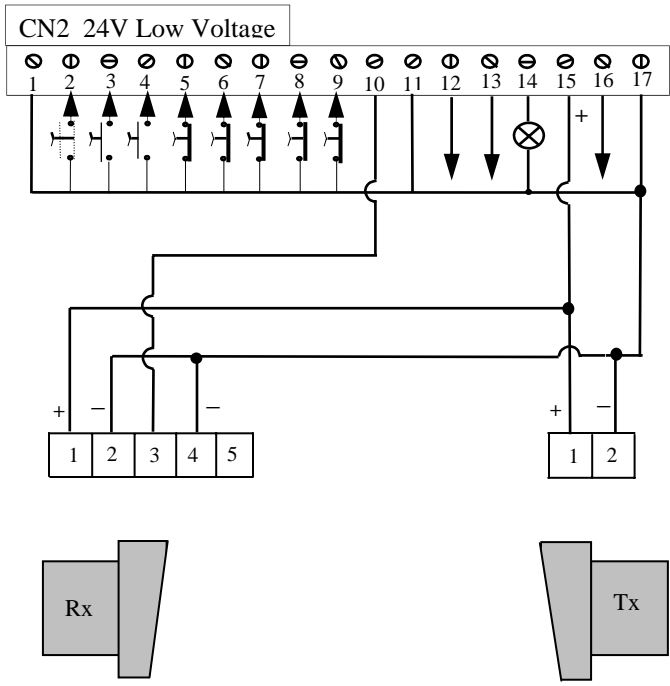 CN2 24V Low Voltage
1 2 3 4 5 6 7 8 9 10 11 12 13 14 15 16 17
+
+ – – + –
1 2 3 4 5 1 2
Rx Tx